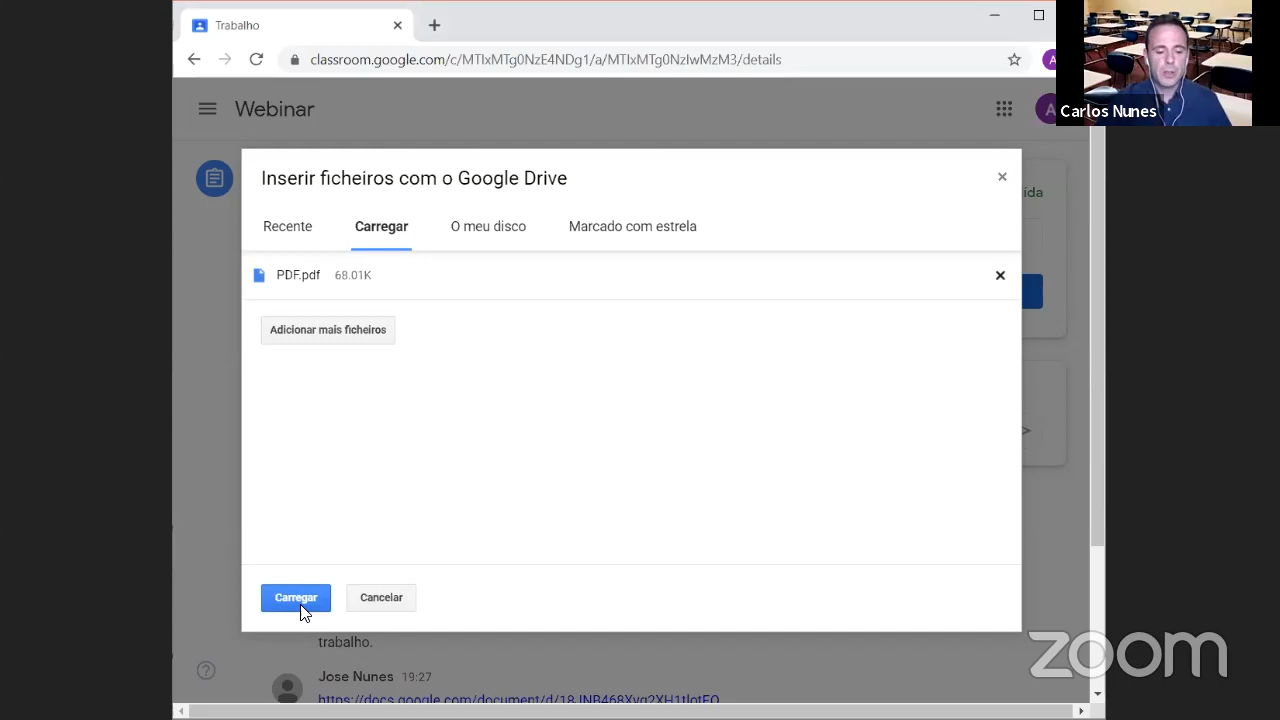 Trabalho
classroom.google.com/c/MTIxMTg0NzE4NDg1/a/MTIxMTg0NzIwMzM3/details
Webinar
A
A
Carlos Nunes
Inserir ficheiros com o Google Drive
Recente
Carregar
O meu disco
Marcado com estrela
PDF.pdf 68.01K
Adicionar mais ficheiros
Carregar
Cancelar
trabalho.
Jose Nunes 19:27
zoom